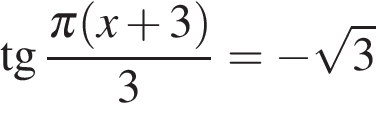 tg π(x+3)/3 = −√3